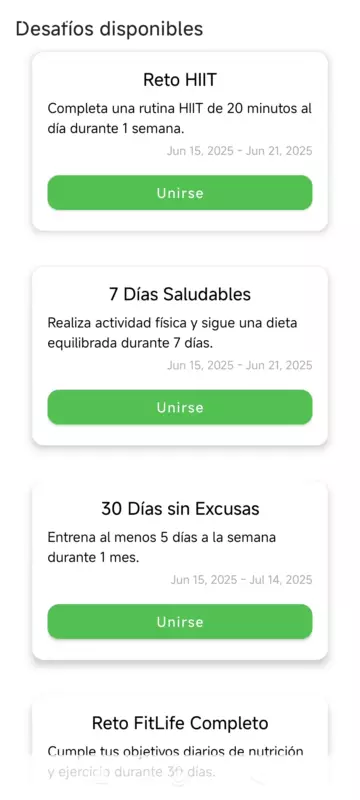 Desafíos disponibles
Reto HIIT
Completa una rutina HIIT de 20 minutos al
día durante 1 semana.
Jun 15, 2025 - Jun 21, 2025
Unirse
7 Días Saludables
Realiza actividad física y sigue una dieta
equilibrada durante 7 días.
Jun 15, 2025 - Jun 21, 2025
Unirse
30 Días sin Excusas
Entrena al menos 5 días a la semana
durante 1 mes.
Jun 15, 2025 - Jul 14, 2025
Unirse
Reto FitLife Completo
Cumple tus objetivos diarios de nutrición
y ejercicio durante 30 días.